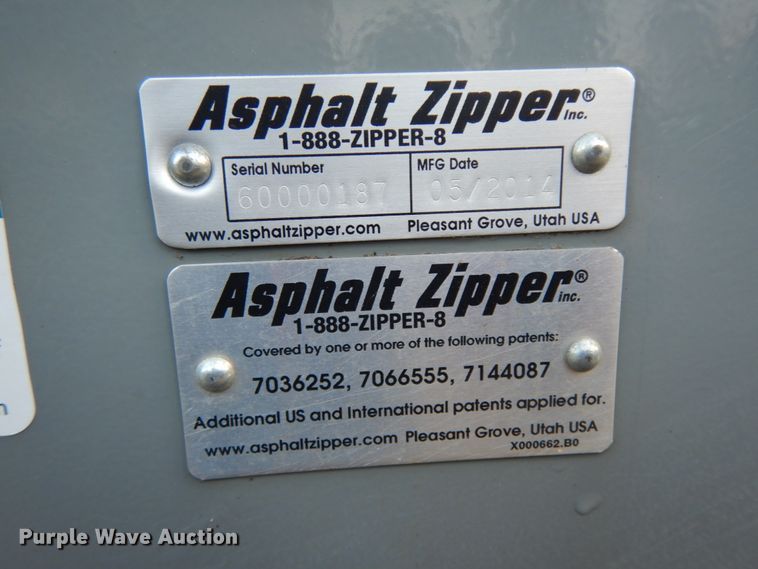 Asphalt Zipper® Inc.
1-888-ZIPPER-8
Serial Number MFG Date
60000187 05/2014
www.asphaltzipper.com Pleasant Grove, Utah USA
Asphalt Zipper® Inc.
1-888-ZIPPER-8
Covered by one or more of the following patents:
7036252, 7066555, 7144087
Additional US and International patents applied for.
www.asphaltzipper.com Pleasant Grove, Utah USA
X000662.B0
Purple Wave Auction